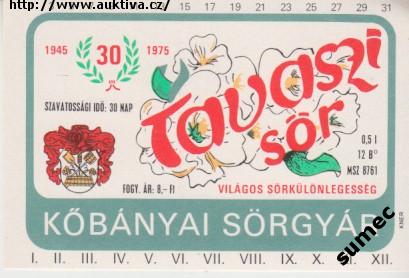 http://www.auktiva.cz/
15 17 19 21 23 25 27 29 31
1945 30 1975
SZAVATOSSÁGI IDŐ: 30 NAP
Tavaszi
sör
0,5 l
12 B°
MSZ 8761
FOGY. ÁR: 8,- Ft
VILÁGOS SÖRKÜLÖNLEGESSÉG
KŐBÁNYAI SÖRGYÁR
KNER
I. II. III. IV. V. VI. VII. VIII. IX. X. XI. XII.
sumec